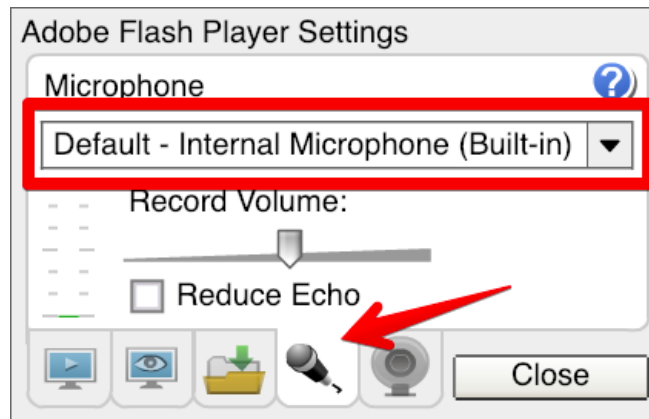 Adobe Flash Player Settings
Microphone
Default - Internal Microphone (Built-in)
Record Volume:
Reduce Echo
Close